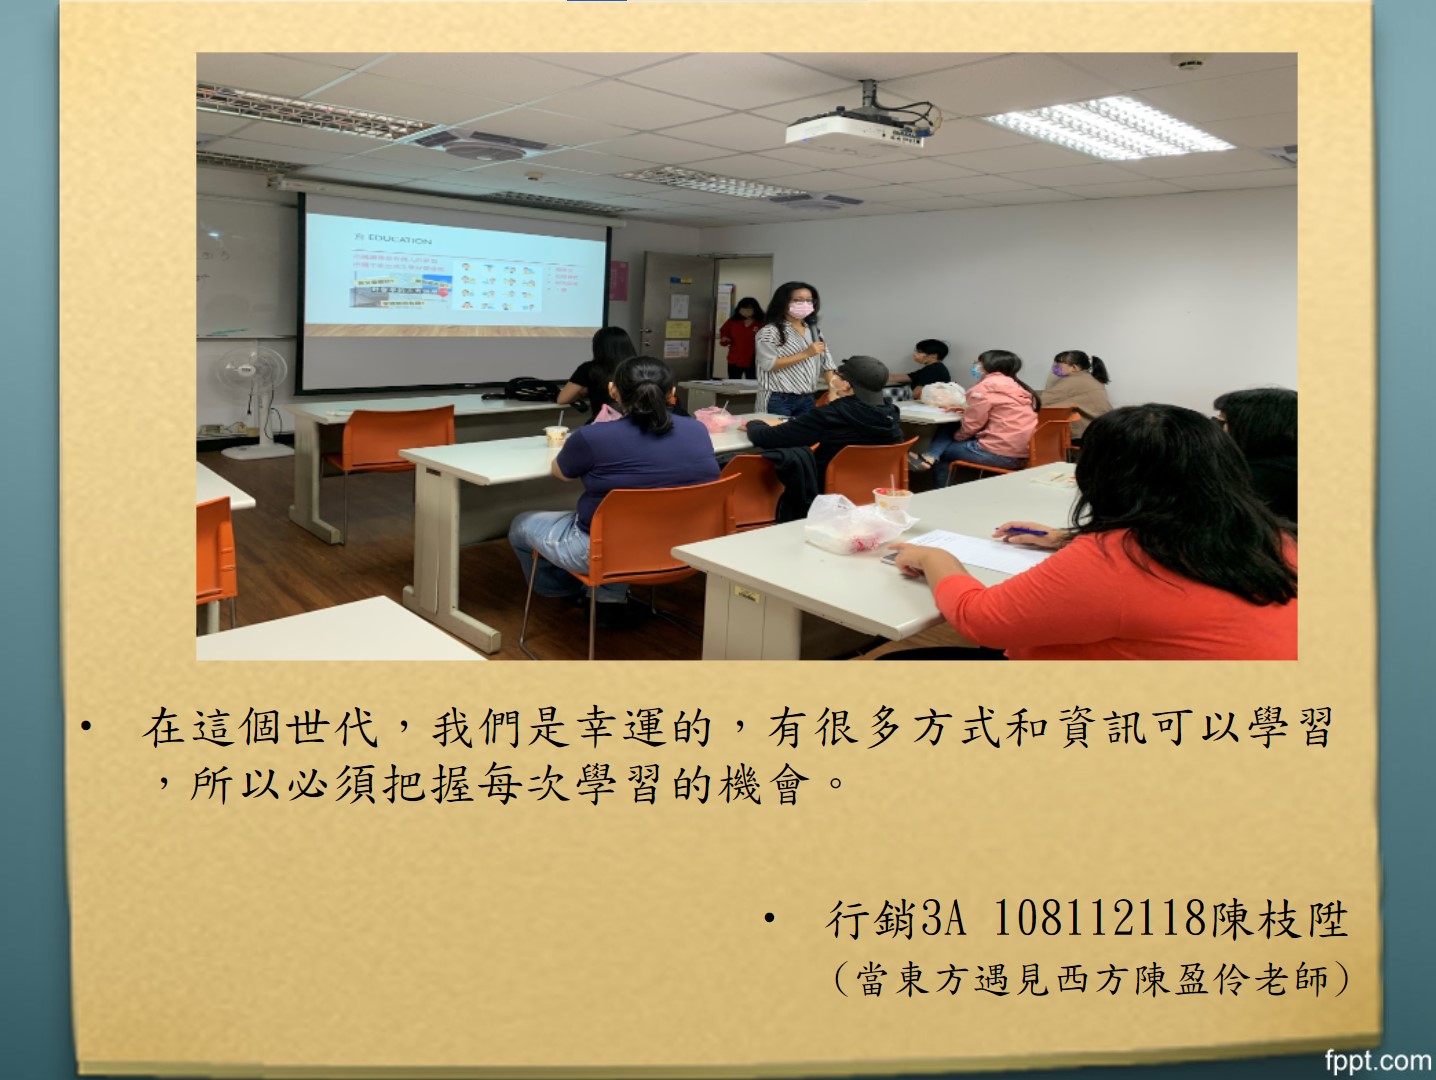 EDUCATION
• 在這個世代，我們是幸運的，有很多方式和資訊可以學習
，所以必須把握每次學習的機會。
• 行銷3A 108112118陳枝陞
（當東方遇見西方陳盈伶老師）
fppt.com